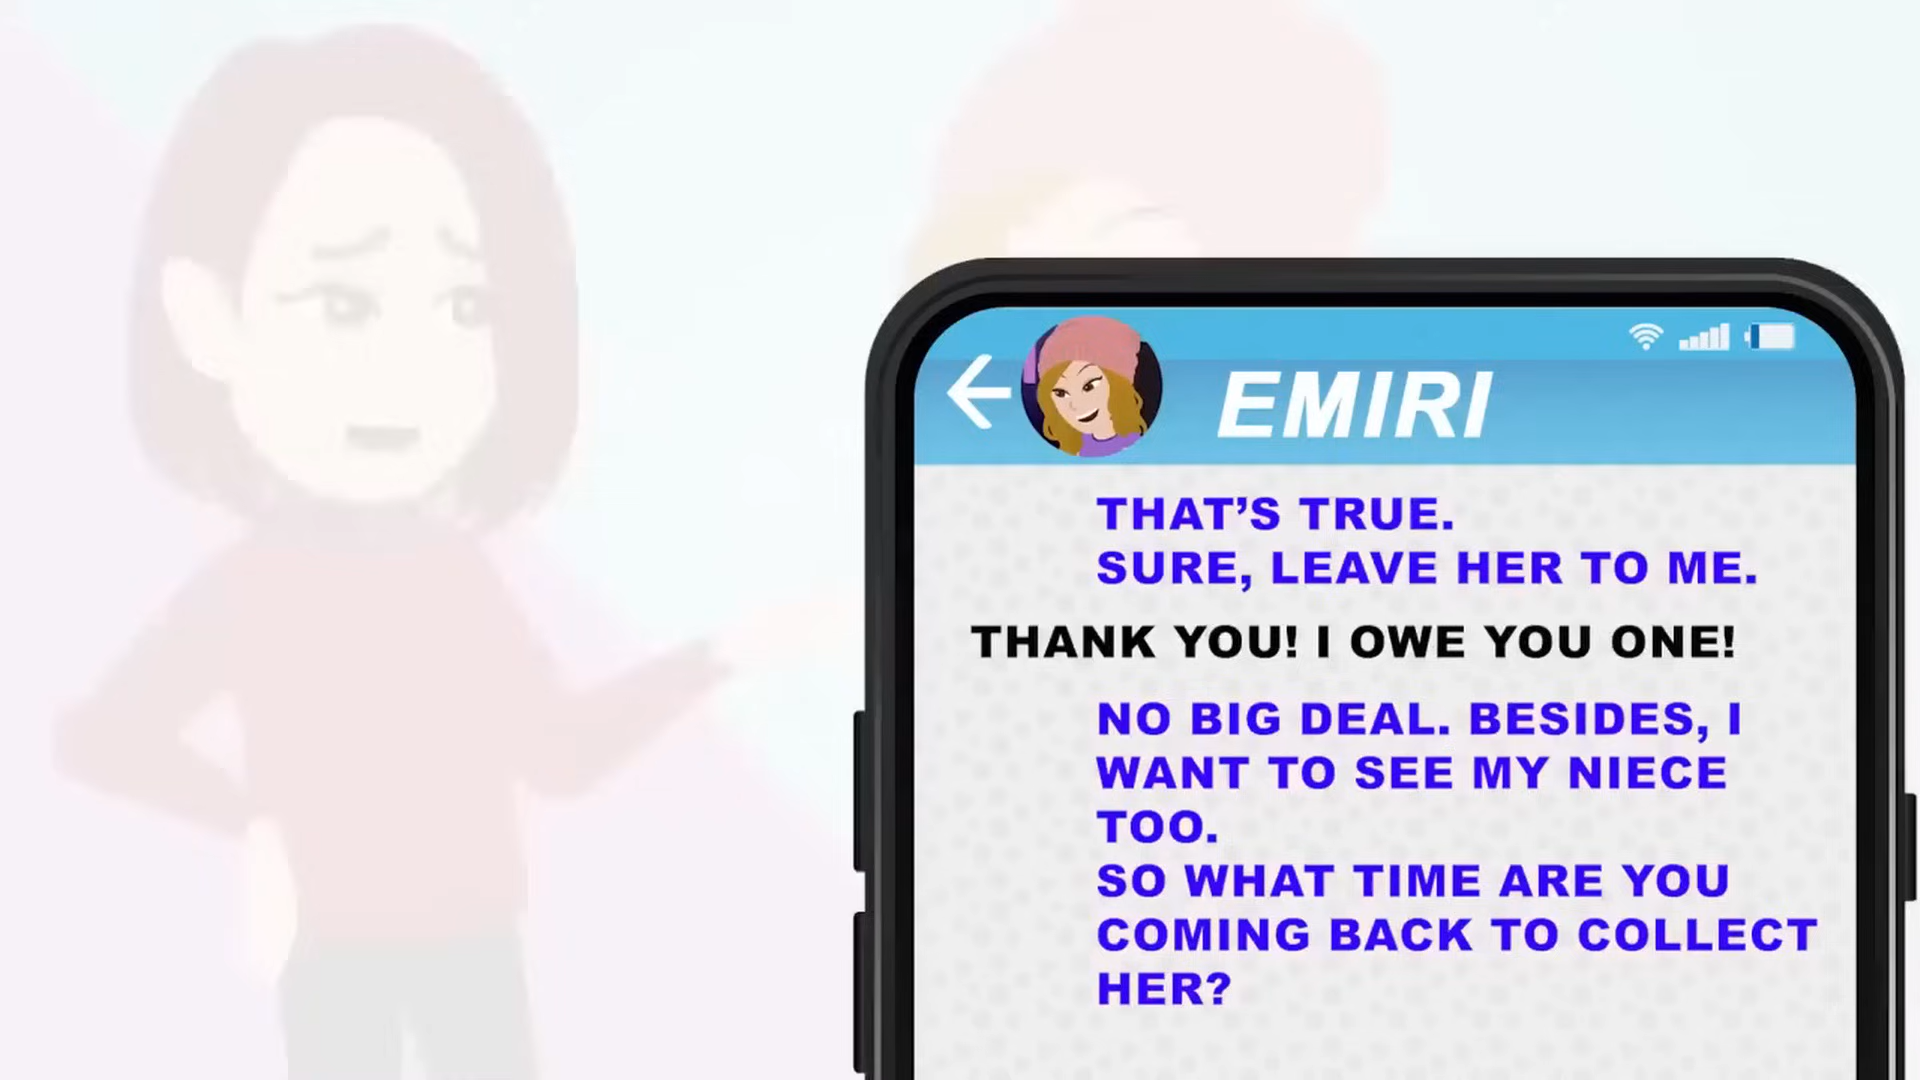 EMIRI
THAT’S TRUE.
SURE, LEAVE HER TO ME.
THANK YOU! I OWE YOU ONE!
NO BIG DEAL. BESIDES, I
WANT TO SEE MY NIECE
TOO.
SO WHAT TIME ARE YOU
COMING BACK TO COLLECT
HER?